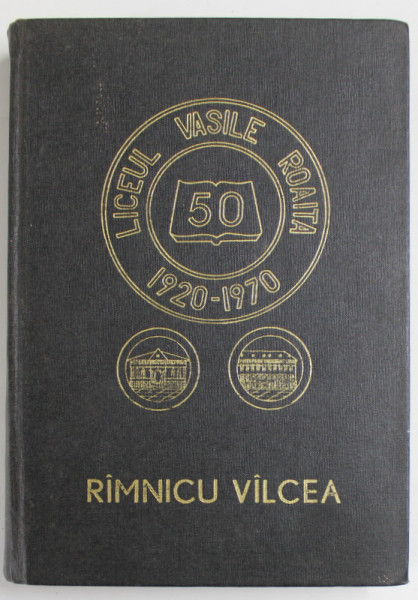 LICEUL VASILE ROAITA
50
1920-1970
RÎMNICU VÎLCEA